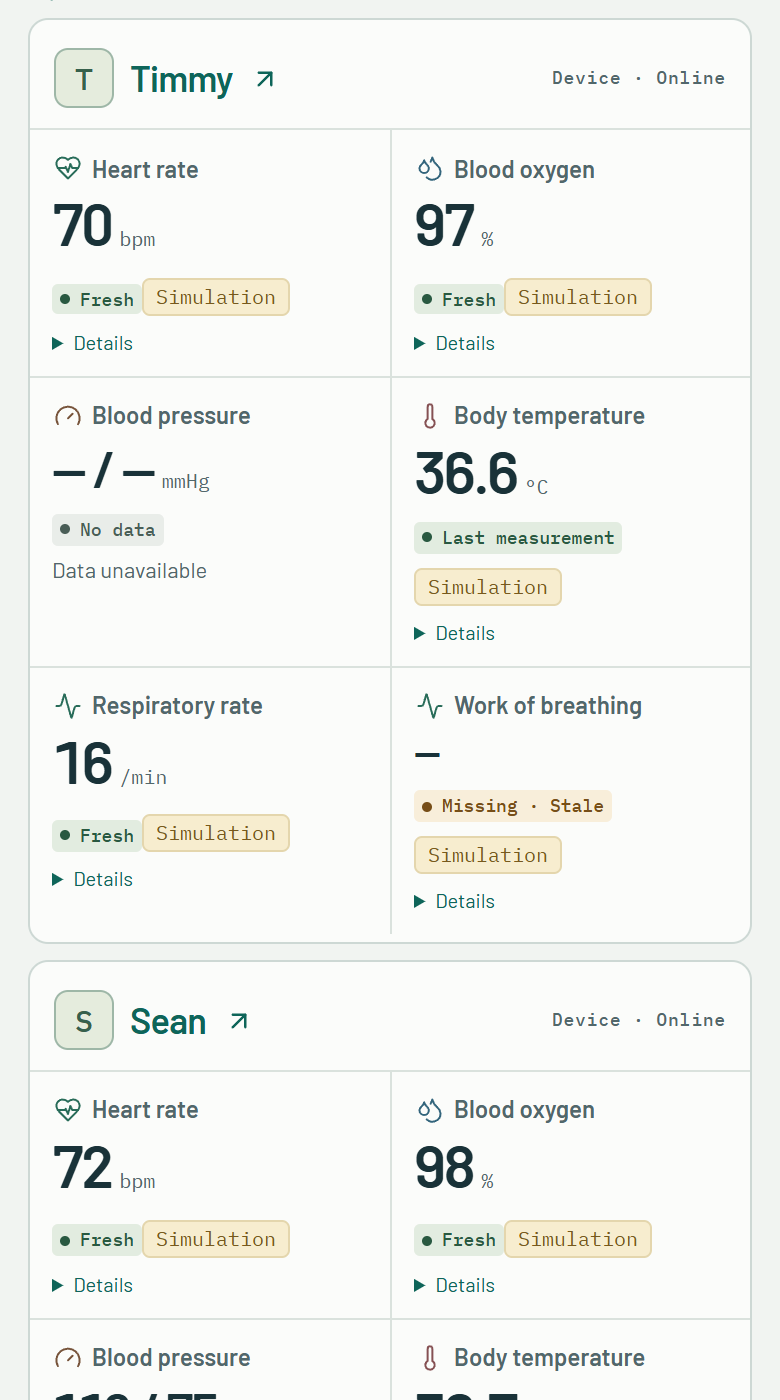 T Timmy Device · Online
Heart rate Blood oxygen
70 bpm 97 %
Fresh Simulation Fresh Simulation
Details Details
Blood pressure Body temperature
— / — mmHg 36.6 °C
No data Last measurement
Data unavailable Simulation
Details
Respiratory rate Work of breathing
16 /min —
Fresh Simulation Missing · Stale
Simulation
Details Details
S Sean Device · Online
Heart rate Blood oxygen
72 bpm 98 %
Fresh Simulation Fresh Simulation
Details Details
Blood pressure Body temperature